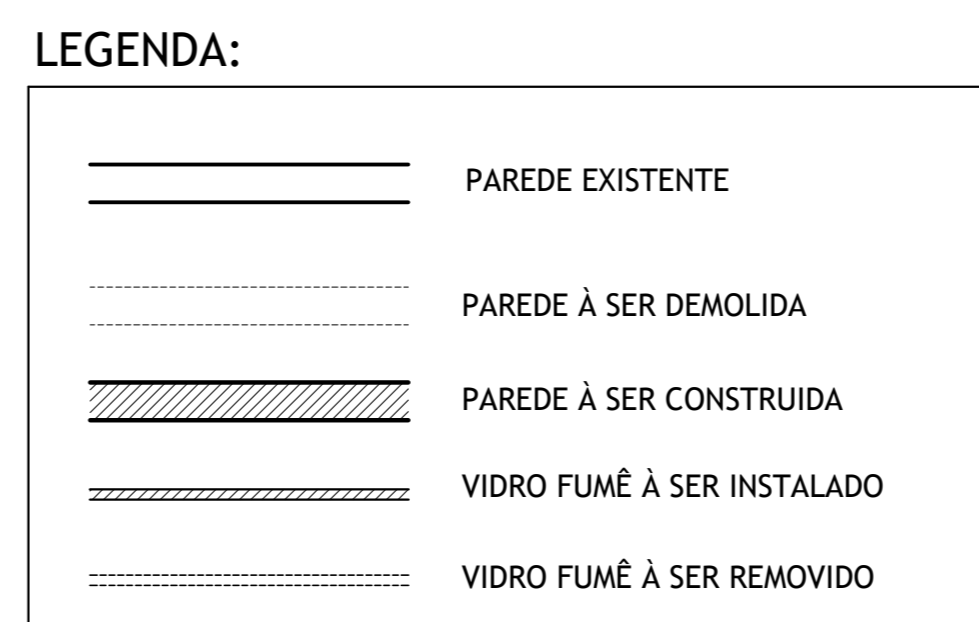 LEGENDA:
PAREDE EXISTENTE
PAREDE À SER DEMOLIDA
PAREDE À SER CONSTRUIDA
VIDRO FUMÊ À SER INSTALADO
VIDRO FUMÊ À SER REMOVIDO